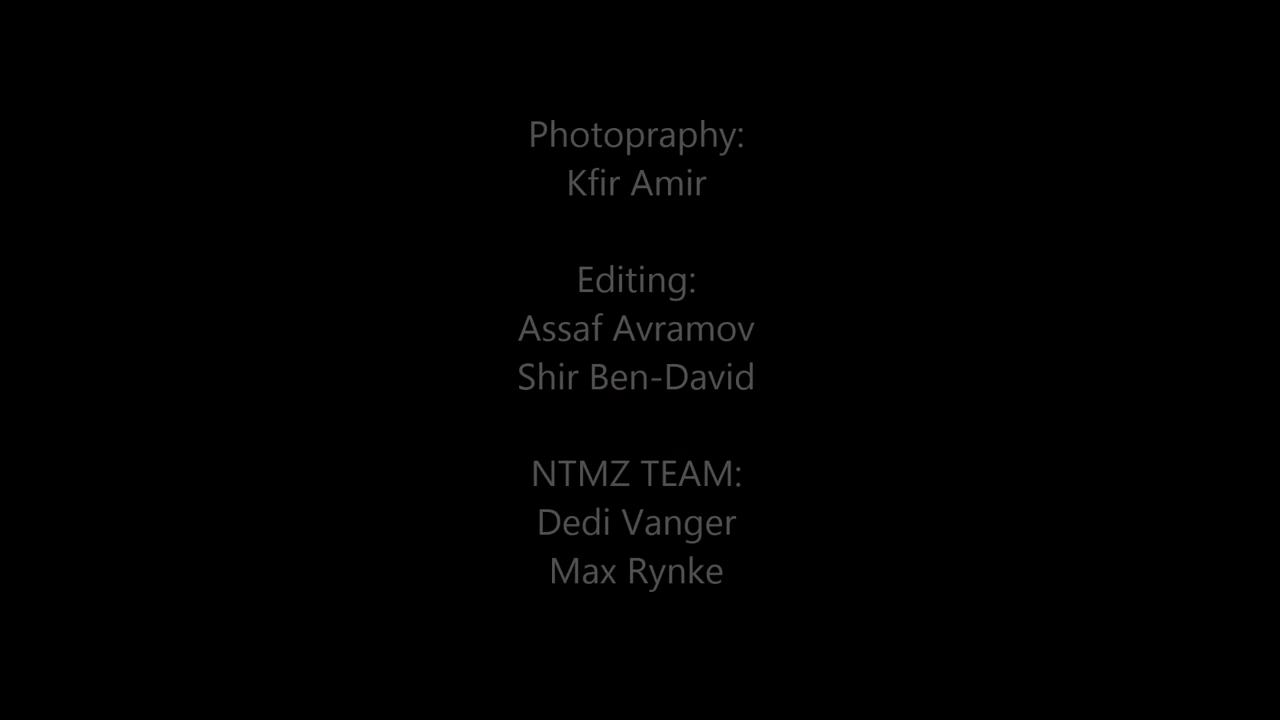 Photopraphy:
Kfir Amir
Editing:
Assaf Avramov
Shir Ben-David
NTMZ TEAM:
Dedi Vanger
Max Rynke